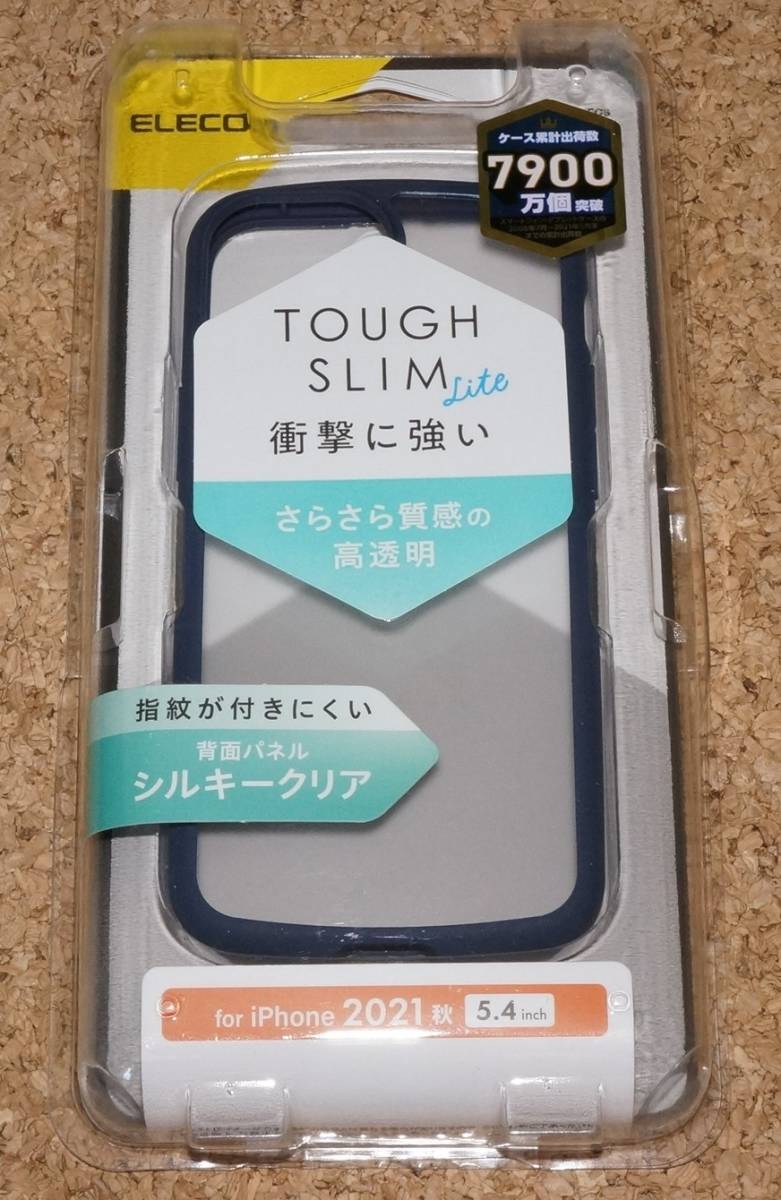 ELECO
ケース累計出荷数
7900
万個 突破
TOUGH
SLIM Lite
衝撃に強い
さらさら質感の
高透明
指紋が付きにくい
背面パネル
シルキークリア
for iPhone 2021 秋 5.4 inch